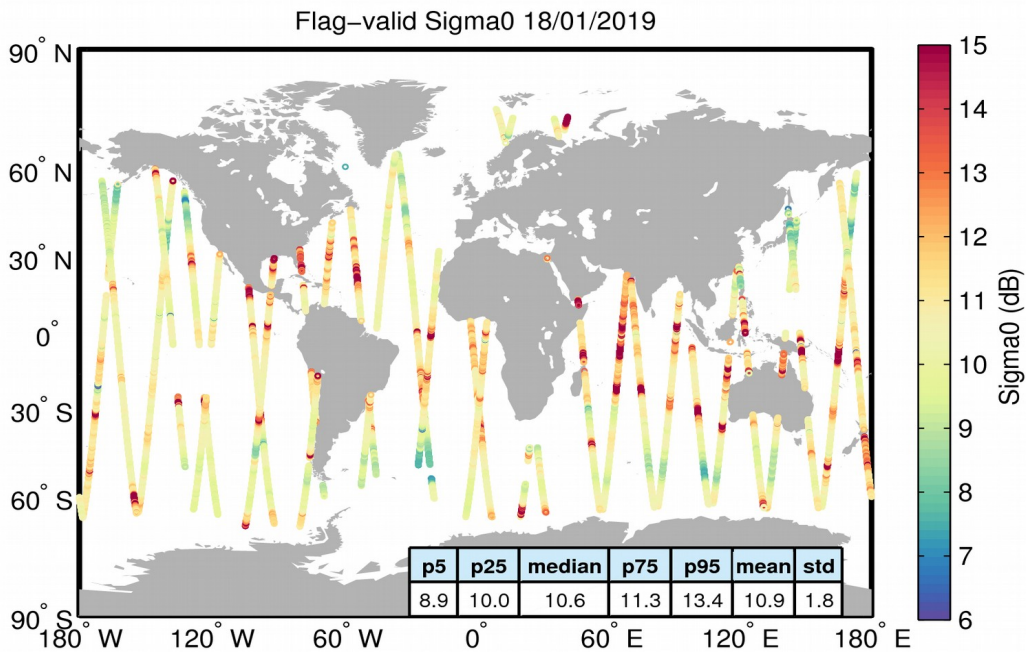 Flag−valid Sigma0 18/01/2019
90° N
60° N
30° N
0°
30° S
60° S
90° S
180° W
120° W
60° W
0°
60° E
120° E
180° E
p5 p25 median p75 p95 mean std
8.9 10.0 10.6 11.3 13.4 10.9 1.8
15
14
13
12
11
10
9
8
7
6
Sigma0 (dB)